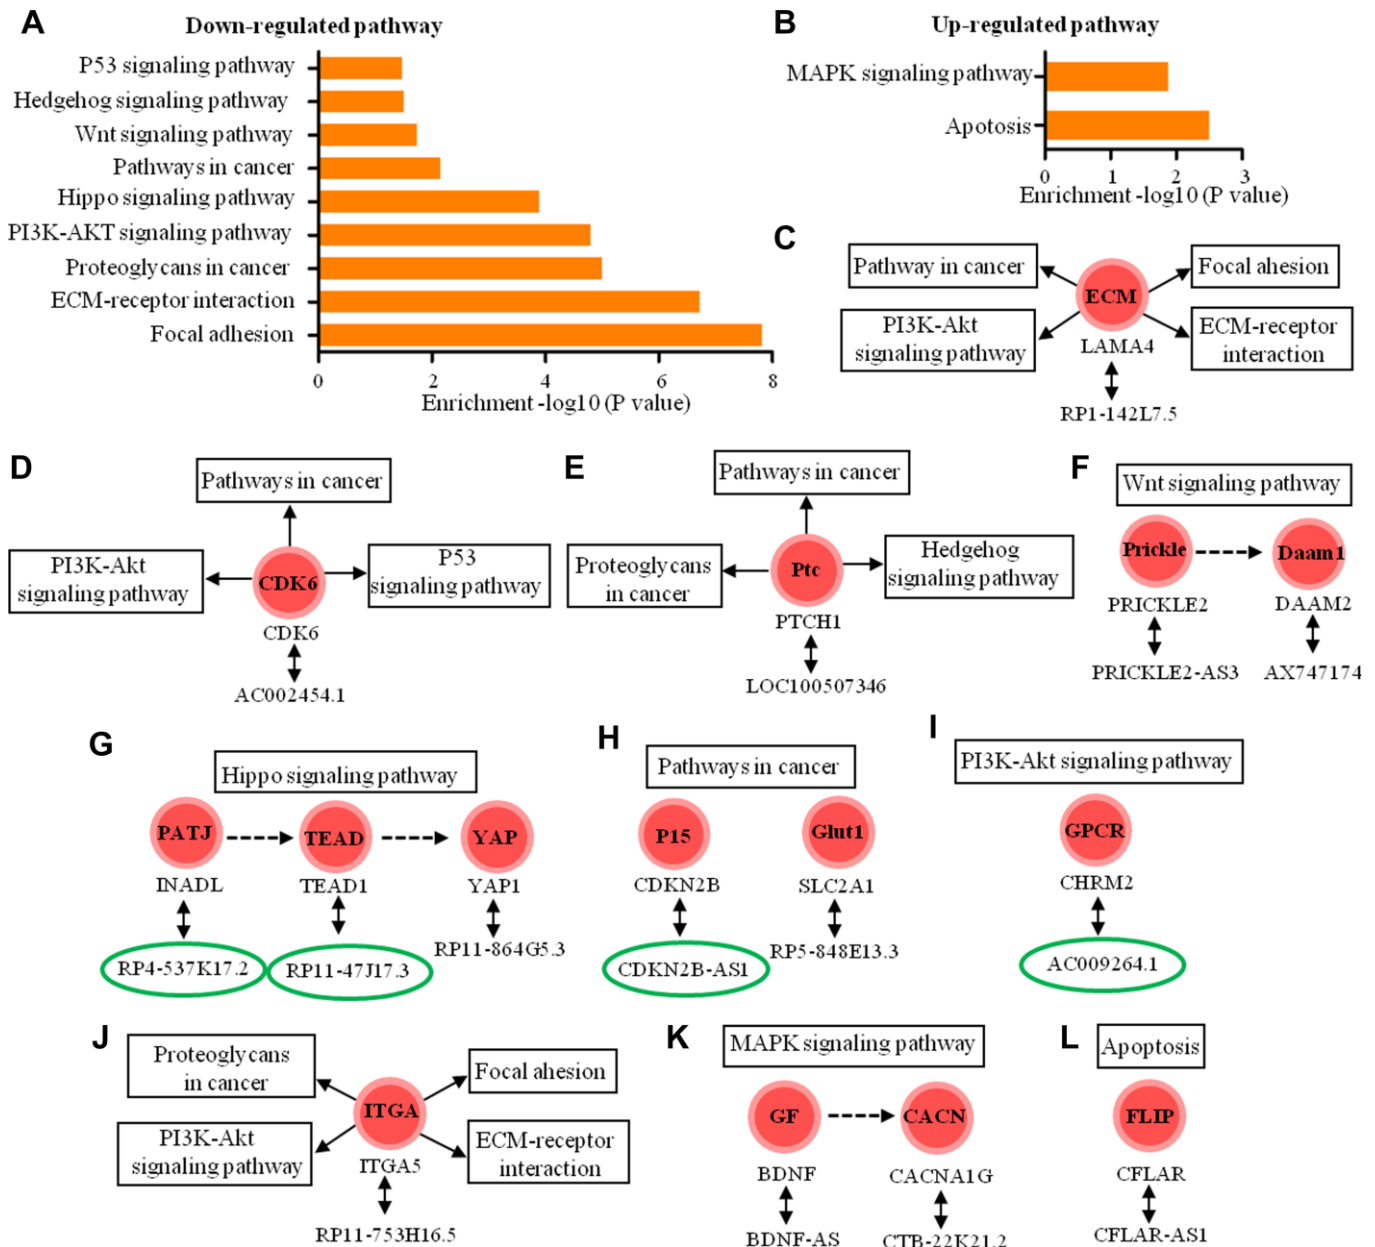 A
Down-regulated pathway
P53 signaling pathway
Hedgehog signaling pathway
Wnt signaling pathway
Pathways in cancer
Hippo signaling pathway
PI3K-AKT signaling pathway
Proteoglycans in cancer
ECM-receptor interaction
Focal adhesion
0 2 4 6 8
Enrichment -log10 (P value)
B
Up-regulated pathway
MAPK signaling pathway
Apotosis
0 1 2 3
Enrichment -log10 (P value)
C
Pathway in cancer
Focal ahesion
ECM
PI3K-Akt
signaling pathway
ECM-receptor
interaction
LAMA4
RP1-142L7.5
D
Pathways in cancer
PI3K-Akt
signaling pathway
CDK6
P53
signaling pathway
CDK6
AC002454.1
E
Pathways in cancer
Proteoglycans
in cancer
Ptc
Hedgehog
signaling pathway
PTCH1
LOC100507346
F
Wnt signaling pathway
Prickle
Daam1
PRICKLE2
DAAM2
PRICKLE2-AS3
AX747174
G
Hippo signaling pathway
PATJ
TEAD
YAP
INADL
TEAD1
YAP1
RP4-537K17.2
RP11-47J17.3
RP11-864G5.3
H
Pathways in cancer
P15
Glut1
CDKN2B
SLC2A1
CDKN2B-AS1
RP5-848E13.3
I
PI3K-Akt signaling pathway
GPCR
CHRM2
AC009264.1
J
Proteoglycans
in cancer
Focal ahesion
ITGA
PI3K-Akt
signaling pathway
ECM-receptor
interaction
ITGA5
RP11-753H16.5
K
MAPK signaling pathway
GF
CACN
BDNF
CACNA1G
BDNF-AS
CTB-22K21.2
L
Apoptosis
FLIP
CFLAR
CFLAR-AS1